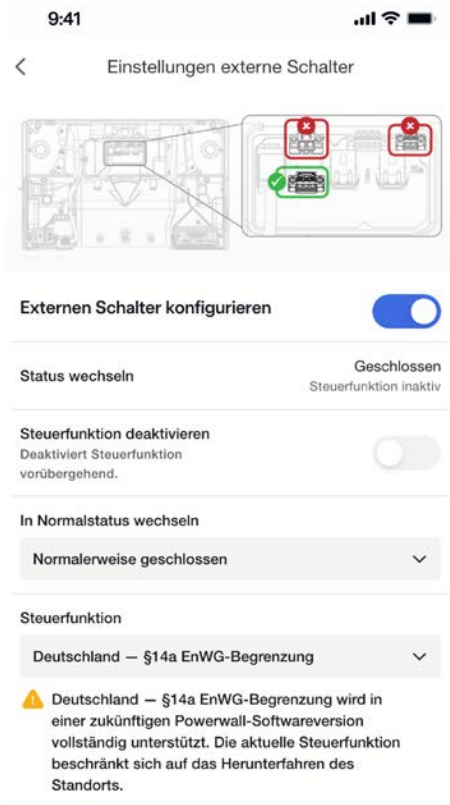 9:41
Einstellungen externe Schalter
Externen Schalter konfigurieren
Status wechseln
Geschlossen
Steuerfunktion inaktiv
Steuerfunktion deaktivieren
Deaktiviert Steuerfunktion
vorübergehend.
In Normalstatus wechseln
Normalerweise geschlossen
Steuerfunktion
Deutschland — §14a EnWG-Begrenzung
Deutschland — §14a EnWG-Begrenzung wird in
einer zukünftigen Powerwall-Softwareversion
vollständig unterstützt. Die aktuelle Steuerfunktion
beschränkt sich auf das Herunterfahren des
Standorts.